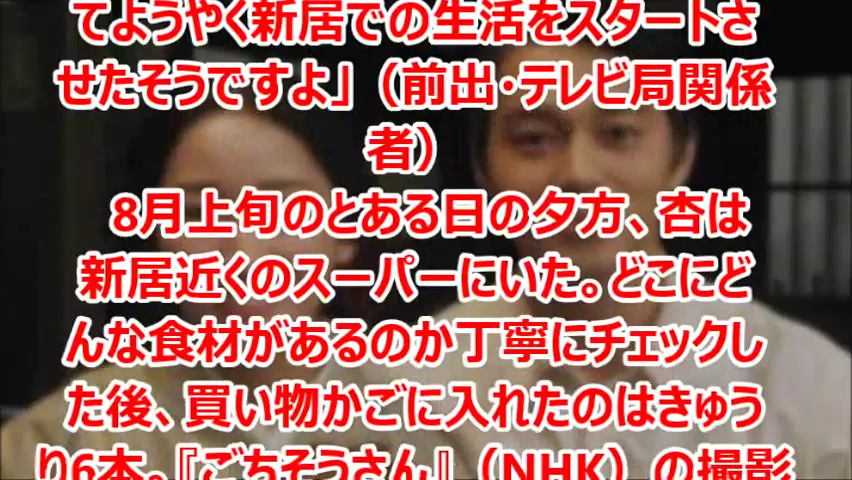 てようやく新居での生活をスタートさ
せたそうですよ」（前出・テレビ局関係
者）
8月上旬のとある日の夕方、杏は
新居近くのスーパーにいた。どこにど
んな食材があるのか丁寧にチェックし
た後、買い物かごに入れたのはきゅう
り6本。『ごちそうさん』（NHK）の撮影